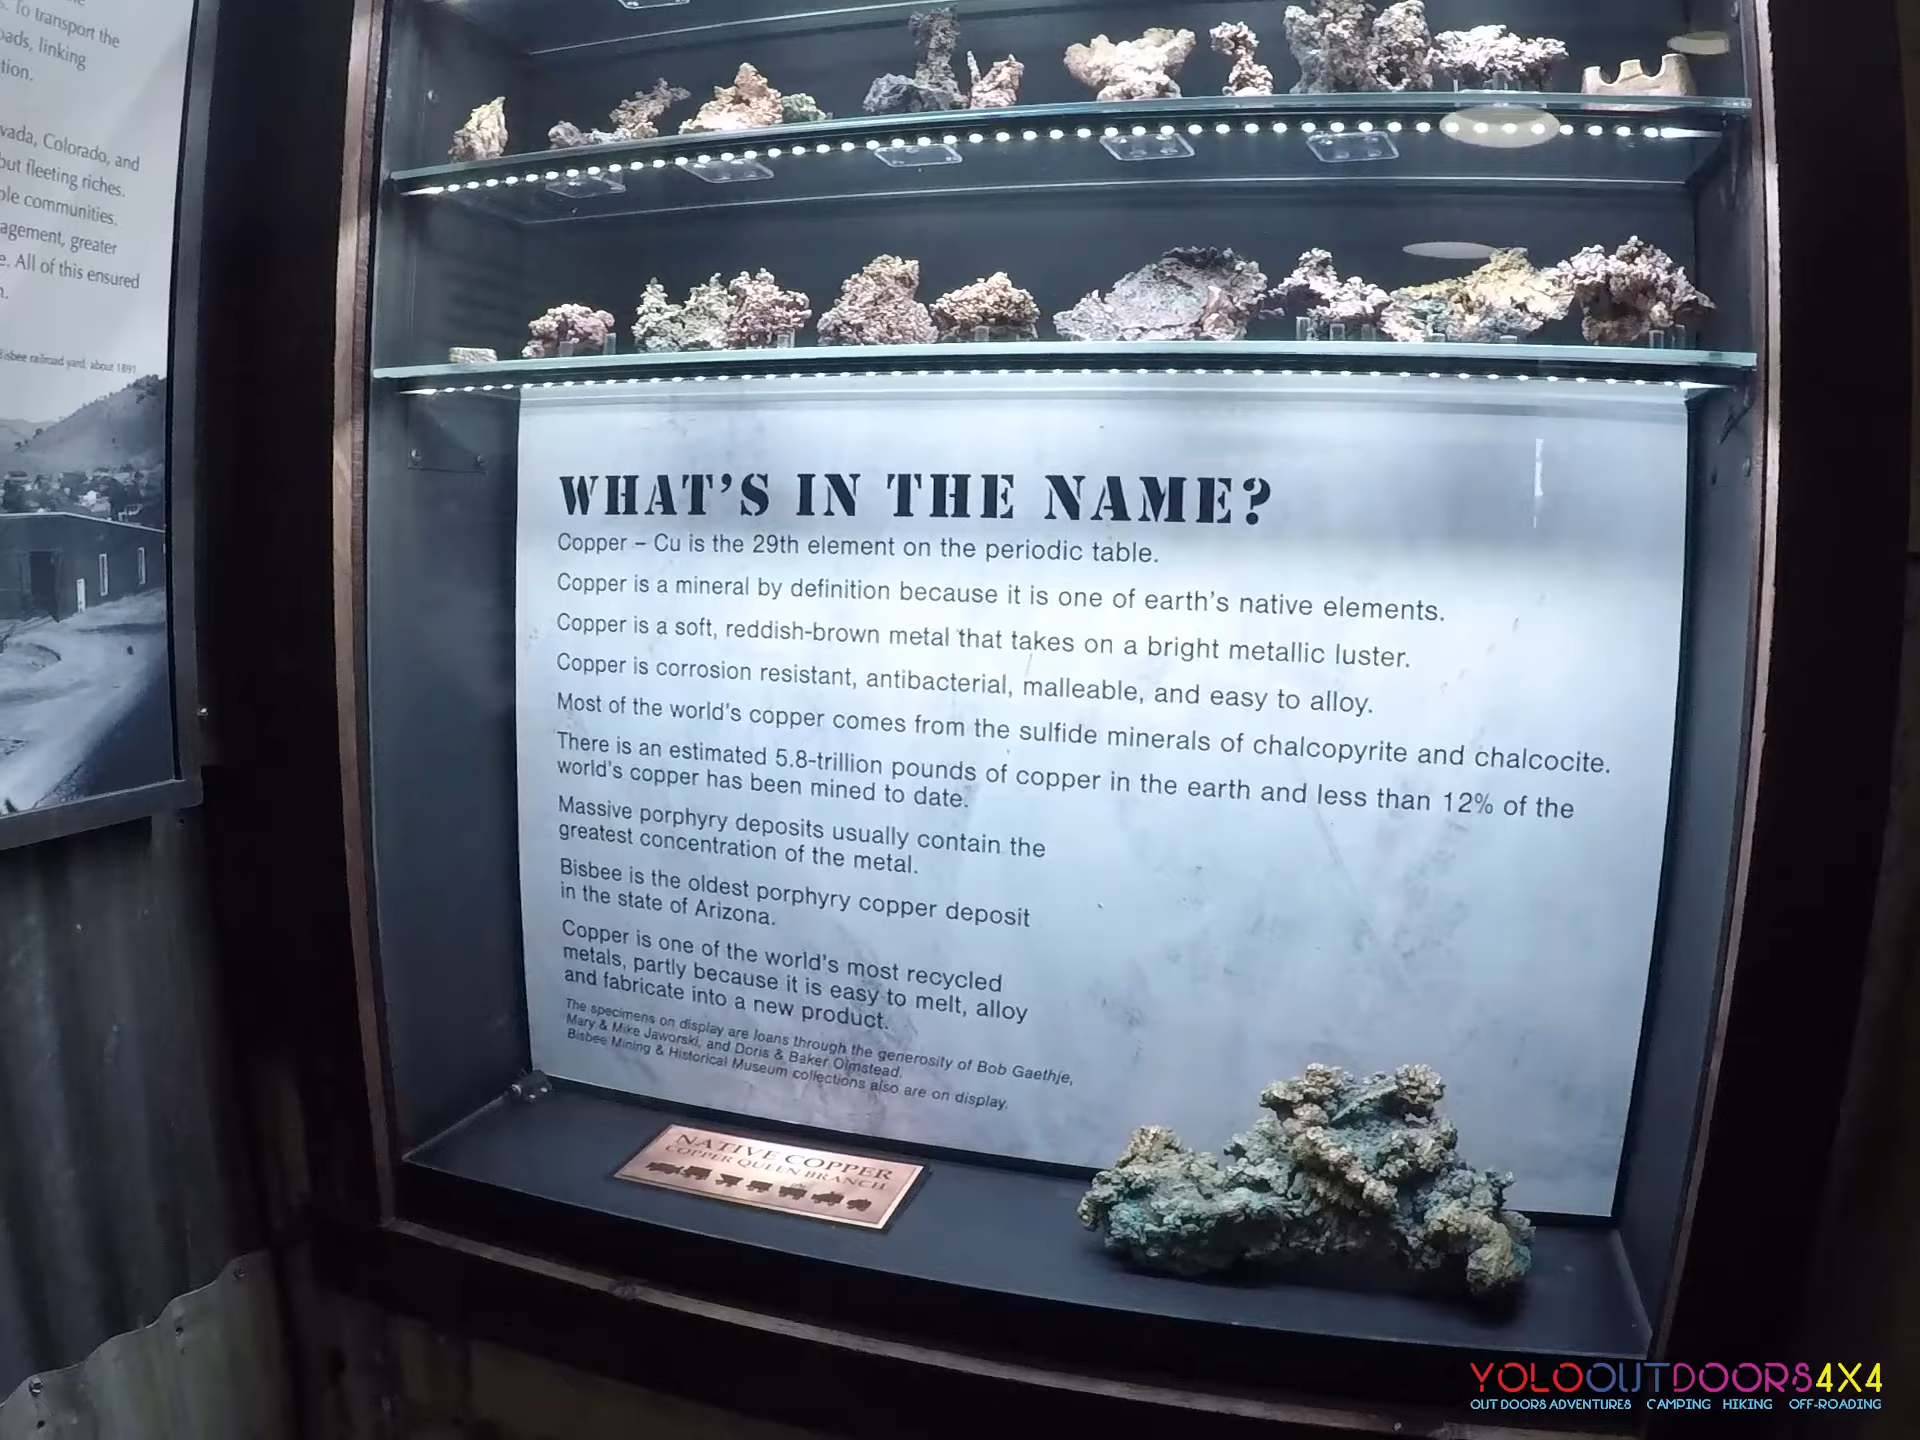 . To transport the
oads, linking
tion.
vada, Colorado, and
but fleeting riches.
ble communities.
agement, greater
e. All of this ensured
n.
Bisbee railroad yard, about 1891
WHAT'S IN THE NAME?
Copper – Cu is the 29th element on the periodic table.
Copper is a mineral by definition because it is one of earth's native elements.
Copper is a soft, reddish-brown metal that takes on a bright metallic luster.
Copper is corrosion resistant, antibacterial, malleable, and easy to alloy.
Most of the world's copper comes from the sulfide minerals of chalcopyrite and chalcocite.
There is an estimated 5.8-trillion pounds of copper in the earth and less than 12% of the
world's copper has been mined to date.
Massive porphyry deposits usually contain the
greatest concentration of the metal.
Bisbee is the oldest porphyry copper deposit
in the state of Arizona.
Copper is one of the world's most recycled
metals, partly because it is easy to melt, alloy
and fabricate into a new product.
The specimens on display are loans through the generosity of Bob Gaethje,
Mary & Mike Jaworski, and Doris & Baker Olmstead.
Bisbee Mining & Historical Museum collections also are on display.
NATIVE COPPER
COPPER QUEEN BRANCH
YOLOOUTDOORS4X4
OUTDOORS ADVENTURES CAMPING HIKING OFF-ROADING